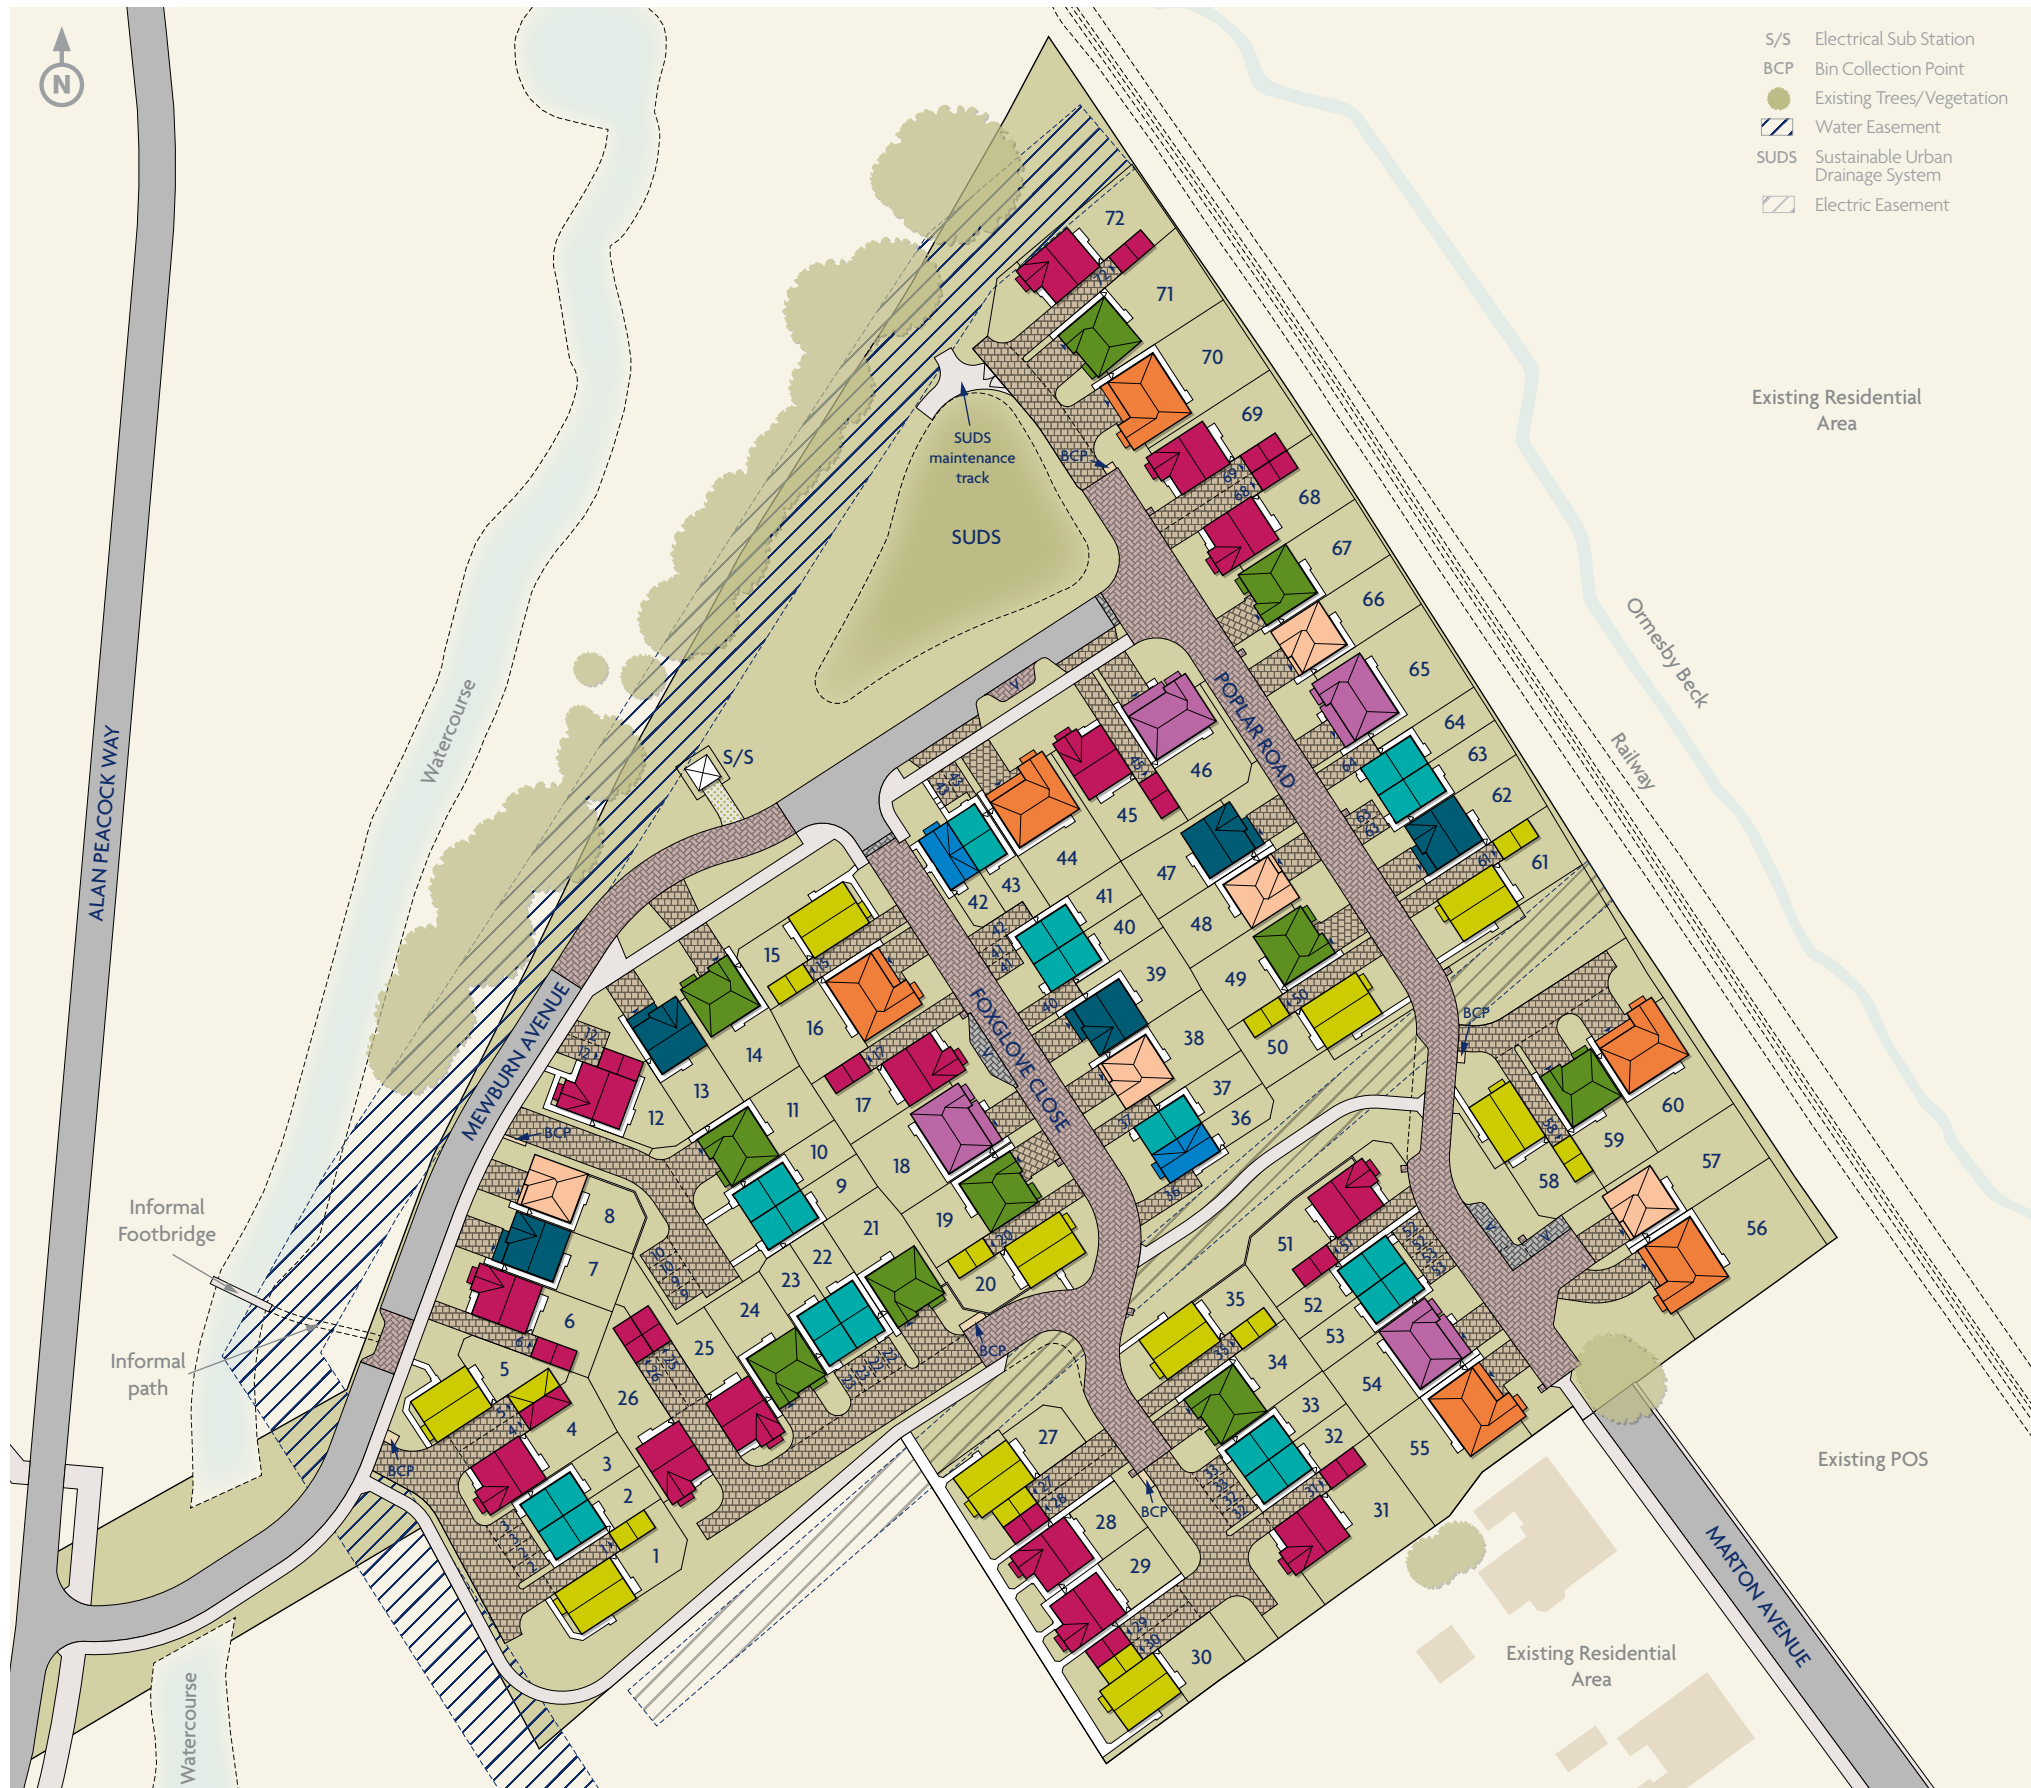 N
S/S Electrical Sub Station
BCP Bin Collection Point
Existing Trees/Vegetation
Water Easement
SUDS Sustainable Urban
Drainage System
Electric Easement
72
71
70
69
68
67
66
65
64
63
62
61
Existing Residential
Area
SUDS
maintenance
track
SUDS
BCP
Ormesby Beck
Railway
Watercourse
ALAN PEACOCK WAY
S/S
POPLAR ROAD
V
46
45
44
43
42
41
40
39
38
37
36
47
48
49
50
15
16
14
13
12
11
10
9
17
18
19
20
21
22
23
24
25
26
FOXGLOVE CLOSE
V
MEWBURN AVENUE
BCP
8
7
6
5
4
3
2
1
BCP
Informal
Footbridge
Informal
path
BCP
BCP
60
59
58
57
56
V
V
51
52
53
54
55
35
34
33
32
31
27
28
29
30
BCP
Existing POS
MARTON AVENUE
Existing Residential
Area
Watercourse